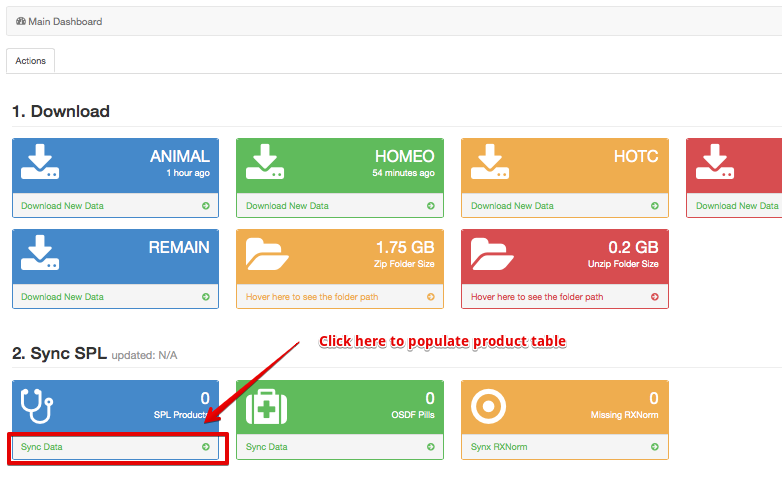 Main Dashboard
Actions
1. Download
ANIMAL
1 hour ago
Download New Data
HOMEO
54 minutes ago
Download New Data
HOTC
Download New Data
Download New Data
REMAIN
Download New Data
1.75 GB
Zip Folder Size
Hover here to see the folder path
0.2 GB
Unzip Folder Size
Hover here to see the folder path
Click here to populate product table
2. Sync SPL updated: N/A
0
SPL Products
Sync Data
0
OSDF Pills
Sync Data
0
Missing RXNorm
Synx RXNorm